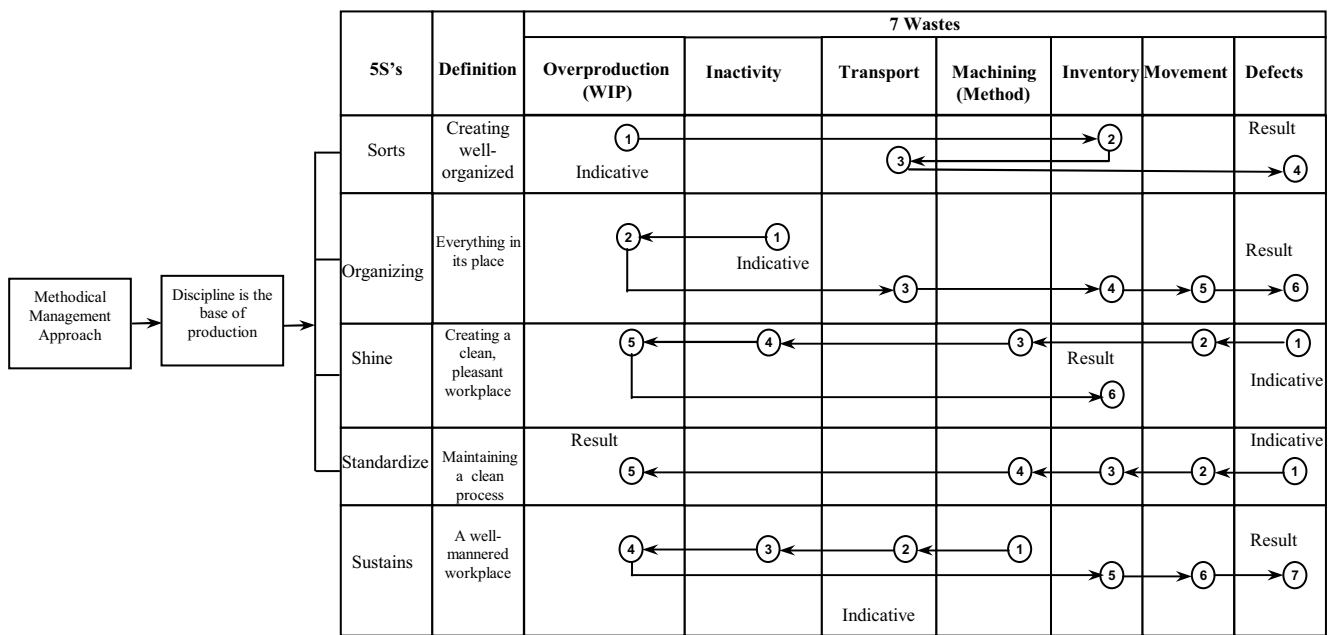 7 Wastes
5S's
Definition
Overproduction
(WIP)
Inactivity
Transport
Machining
(Method)
Inventory
Movement
Defects
Sorts
Creating
well-
organized
1
Indicative
2
3
Result
4
Organizing
Everything in
its place
2
1
Indicative
3
4
5
Result
6
Methodical
Management
Approach
Discipline is the
base of
production
Shine
Creating a
clean,
pleasant
workplace
5
4
3
Result
6
2
1
Indicative
Standardize
Maintaining
a clean
process
Result
5
4
3
2
Indicative
1
Sustains
A well-
mannered
workplace
4
3
2
1
Indicative
5
6
Result
7